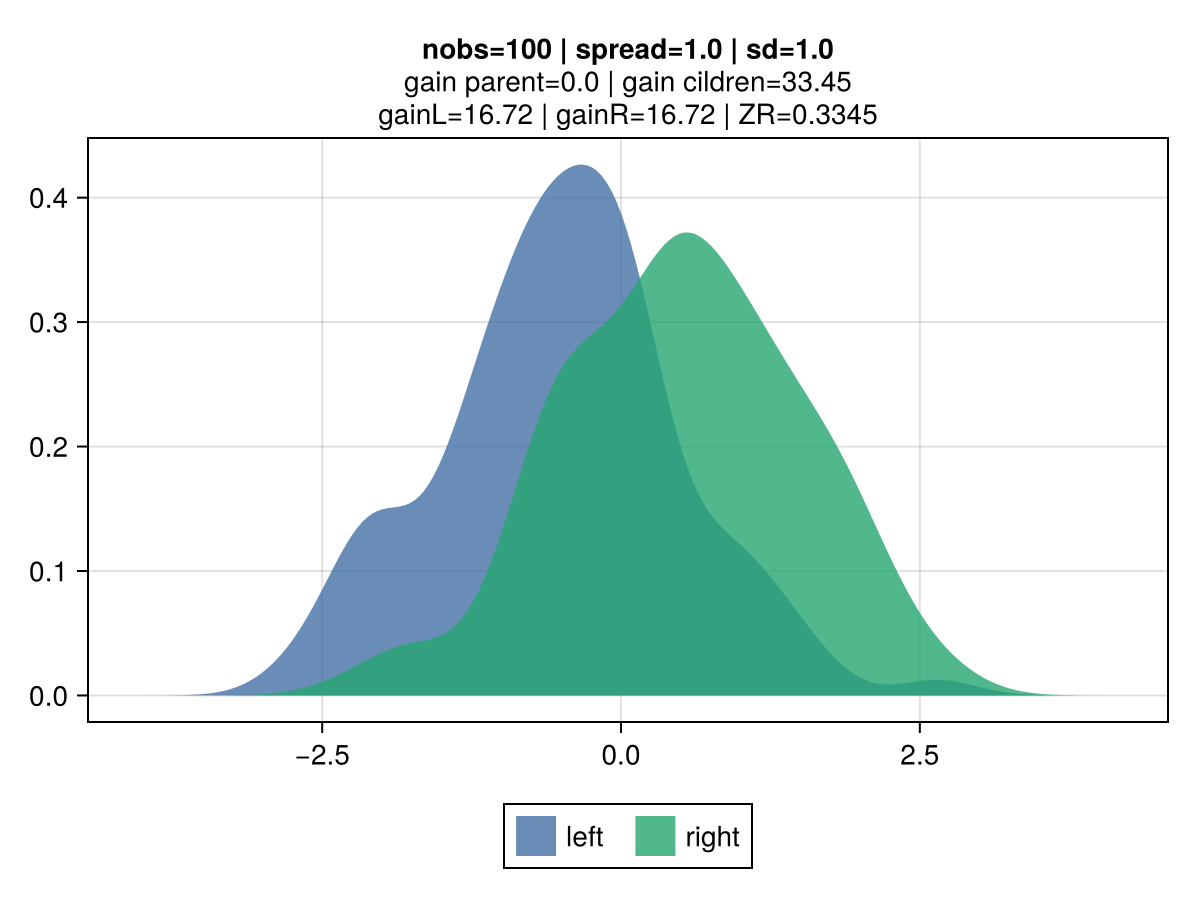 nobs=100 | spread=1.0 | sd=1.0
gain parent=0.0 | gain cildren=33.45
gainL=16.72 | gainR=16.72 | ZR=0.3345
0.4
0.3
0.2
0.1
0.0
−2.5 0.0 2.5
left right